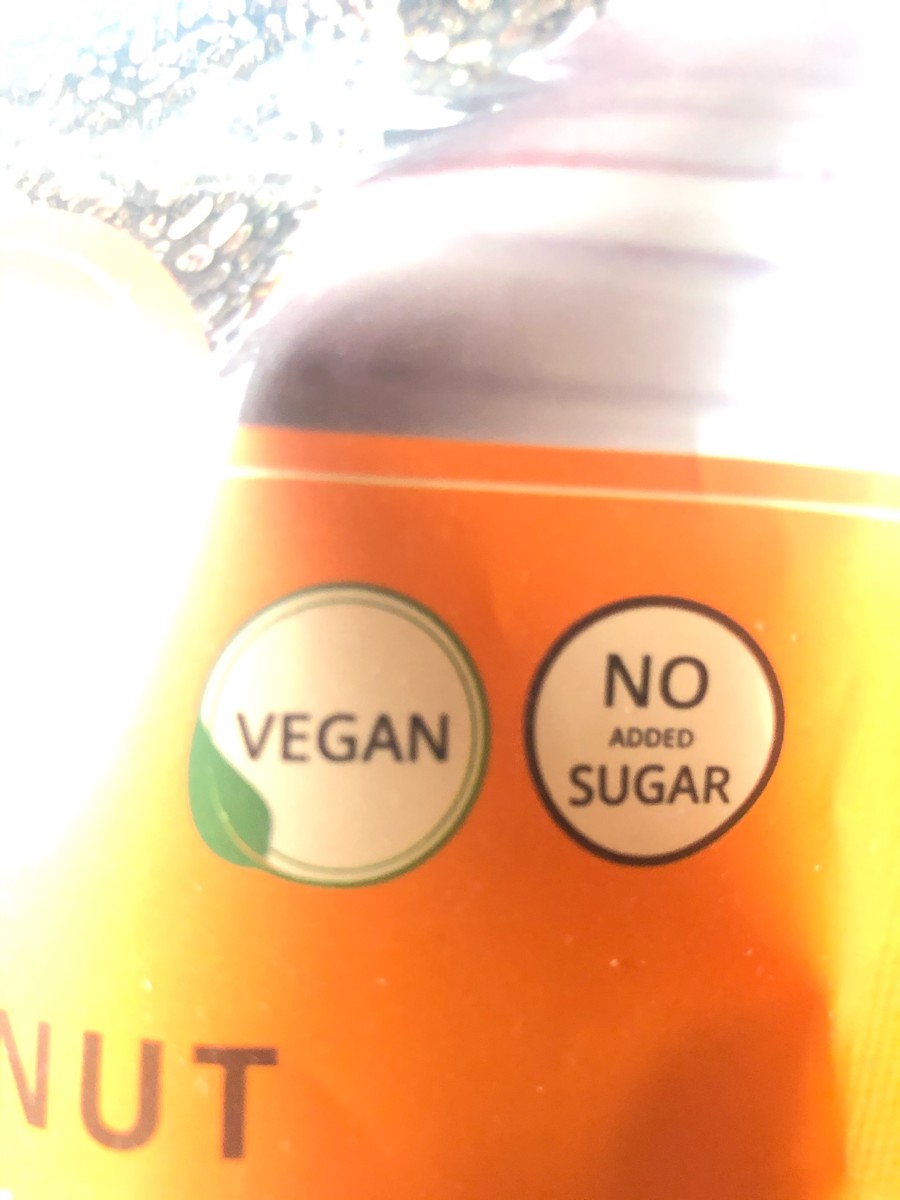 VEGAN
NO
ADDED
SUGAR
NUT